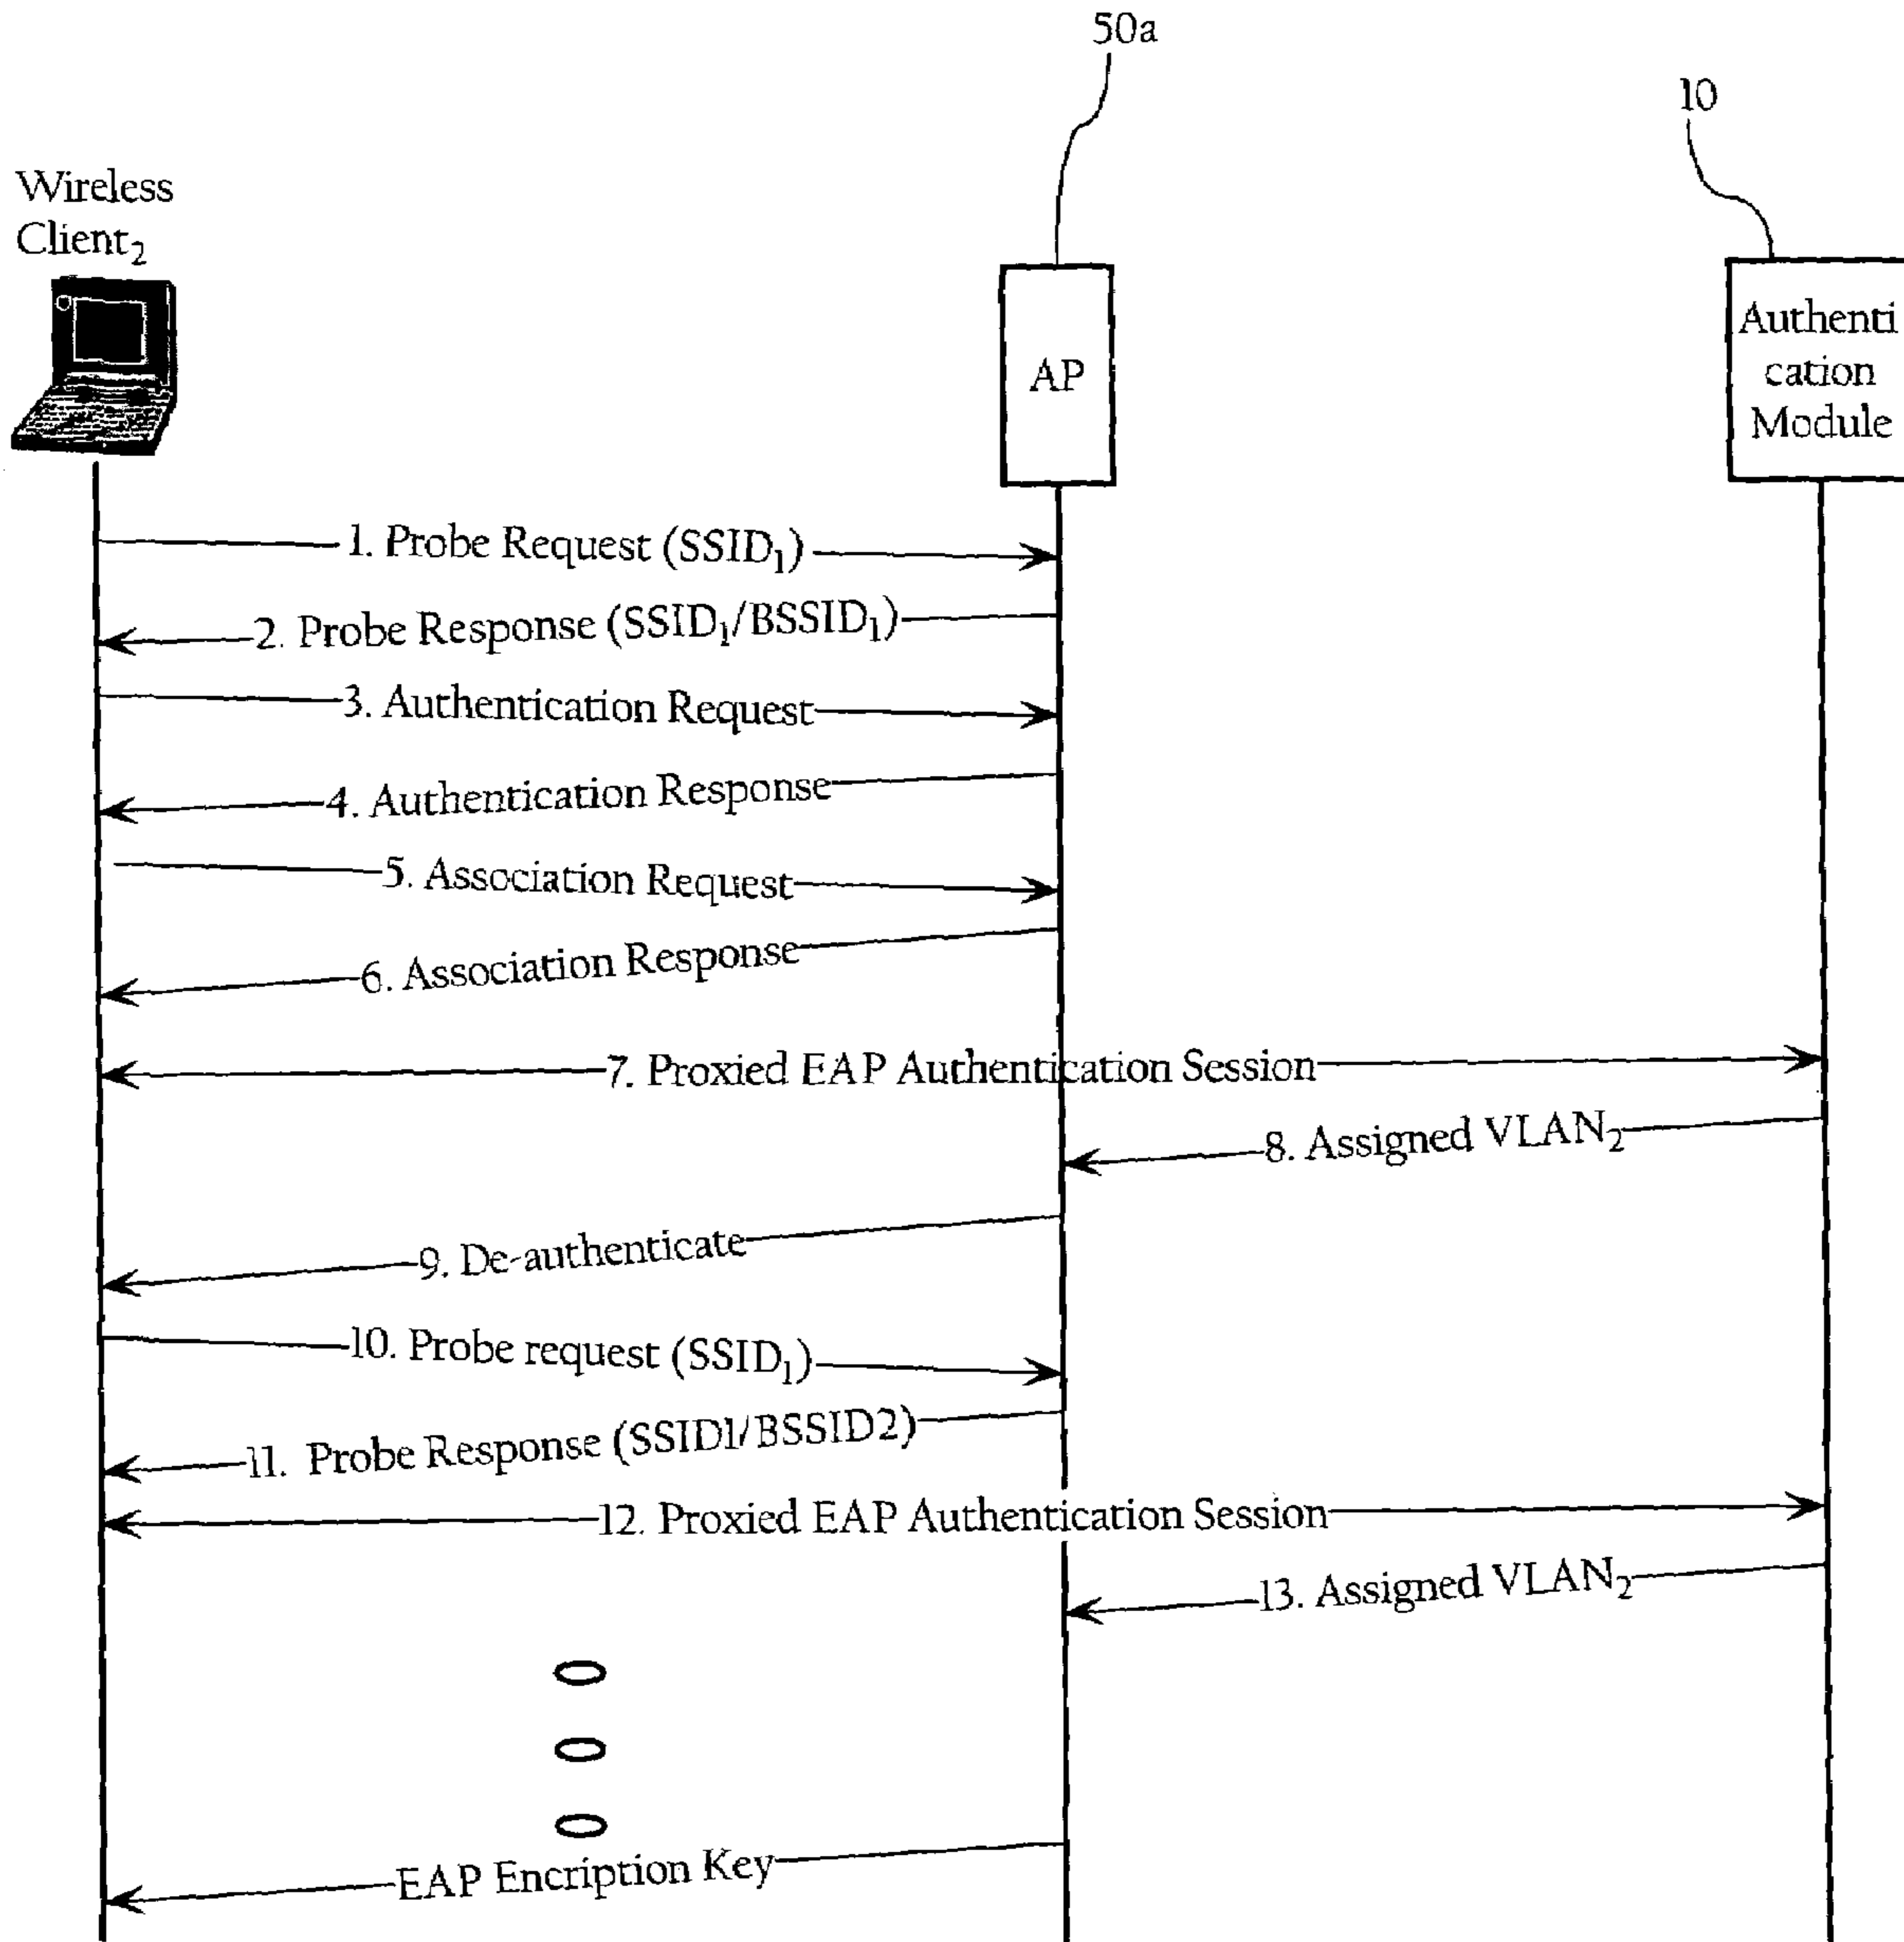 50a
10
Wireless
Client₂
AP
Authenti
cation
Module
1. Probe Request (SSID₁)
2. Probe Response (SSID₁/BSSID₁)
3. Authentication Request
4. Authentication Response
5. Association Request
6. Association Response
7. Proxied EAP Authentication Session
8. Assigned VLAN₂
9. De-authenticate
10. Probe request (SSID₁)
11. Probe Response (SSID1/BSSID2)
12. Proxied EAP Authentication Session
13. Assigned VLAN₂
EAP Encription Key